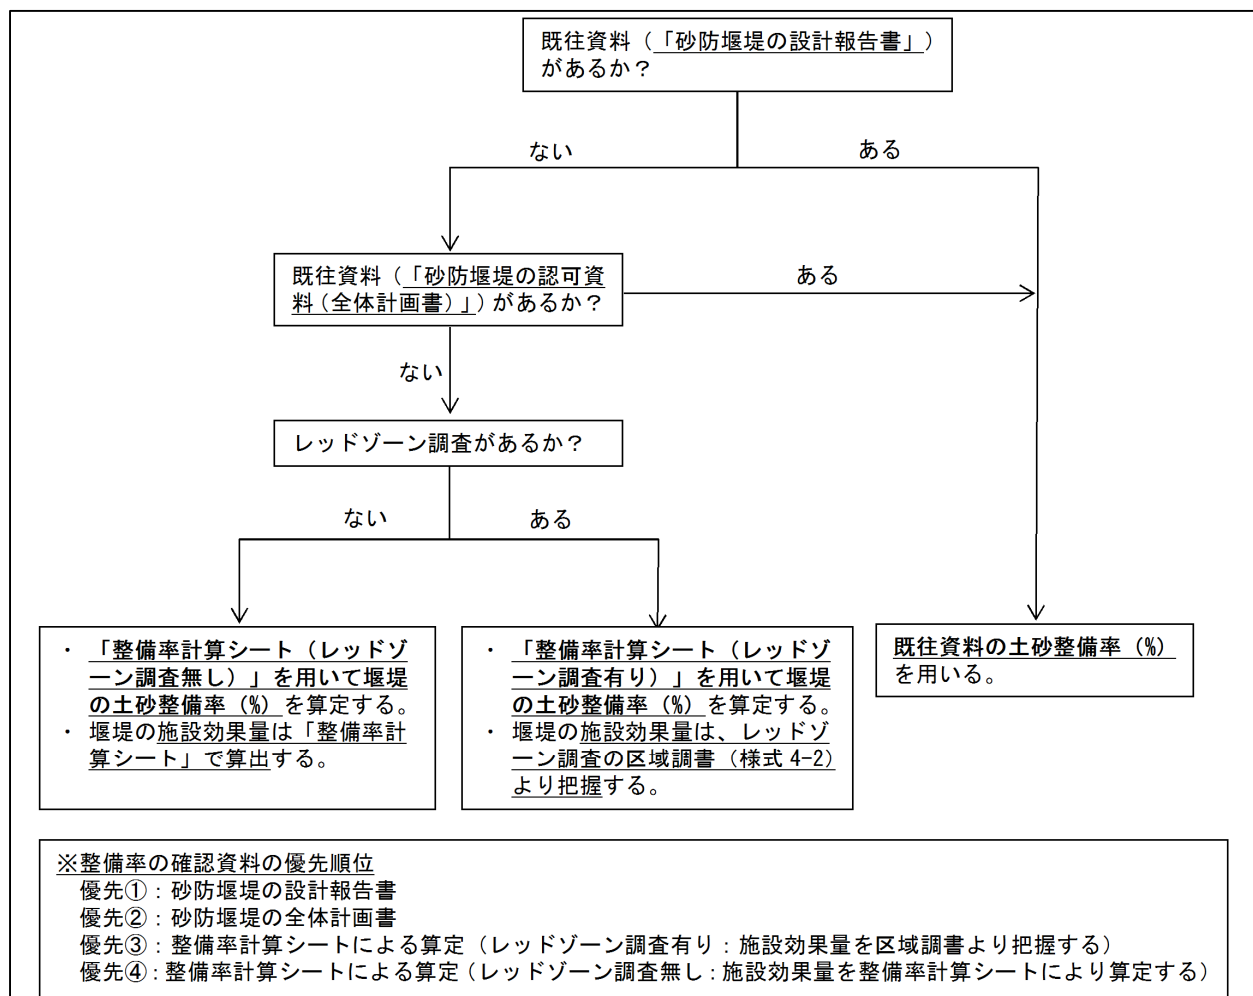 既往資料（「砂防堰堤の設計報告書」）
があるか？
ない
ある
既往資料（「砂防堰堤の認可資
料（全体計画書）」）があるか？
ある
ない
レッドゾーン調査があるか？
ない
ある
・ 「整備率計算シート（レッドゾ
ーン調査無し）」を用いて堰堤
の土砂整備率（%）を算定する。
・ 堰堤の施設効果量は「整備率計
算シート」で算出する。
・ 「整備率計算シート（レッドゾ
ーン調査有り）」を用いて堰堤
の土砂整備率（%）を算定する。
・ 堰堤の施設効果量は、レッドゾ
ーン調査の区域調書（様式 4-2）
より把握する。
既往資料の土砂整備率（%）
を用いる。
※整備率の確認資料の優先順位
優先①：砂防堰堤の設計報告書
優先②：砂防堰堤の全体計画書
優先③：整備率計算シートによる算定（レッドゾーン調査有り：施設効果量を区域調書より把握する）
優先④：整備率計算シートによる算定（レッドゾーン調査無し：施設効果量を整備率計算シートにより算定する）